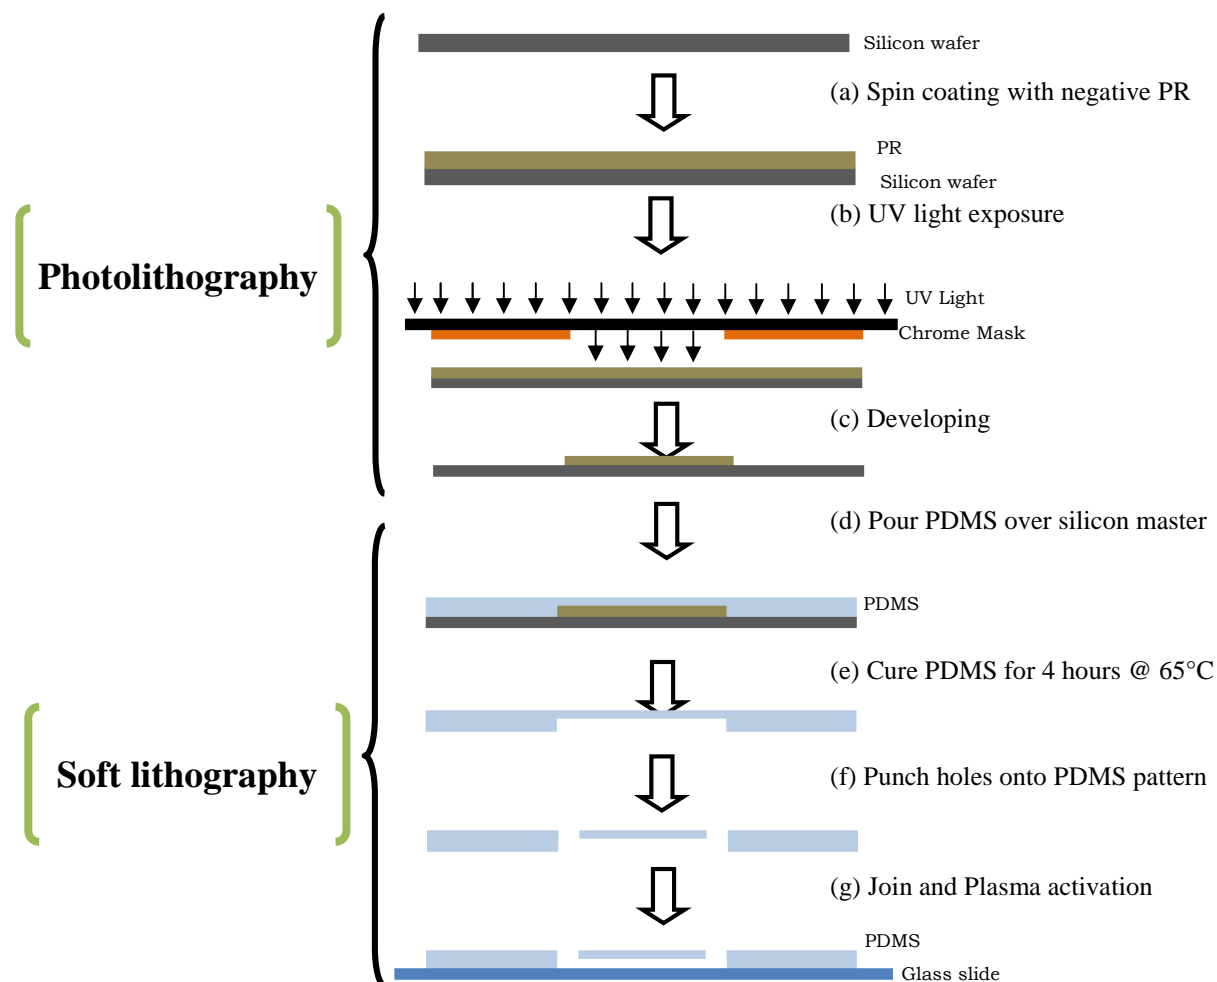 Silicon wafer
(a) Spin coating with negative PR
PR
Silicon wafer
(b) UV light exposure
Photolithography
UV Light
Chrome Mask
(c) Developing
(d) Pour PDMS over silicon master
PDMS
(e) Cure PDMS for 4 hours @ 65°C
Soft lithography
(f) Punch holes onto PDMS pattern
(g) Join and Plasma activation
PDMS
Glass slide